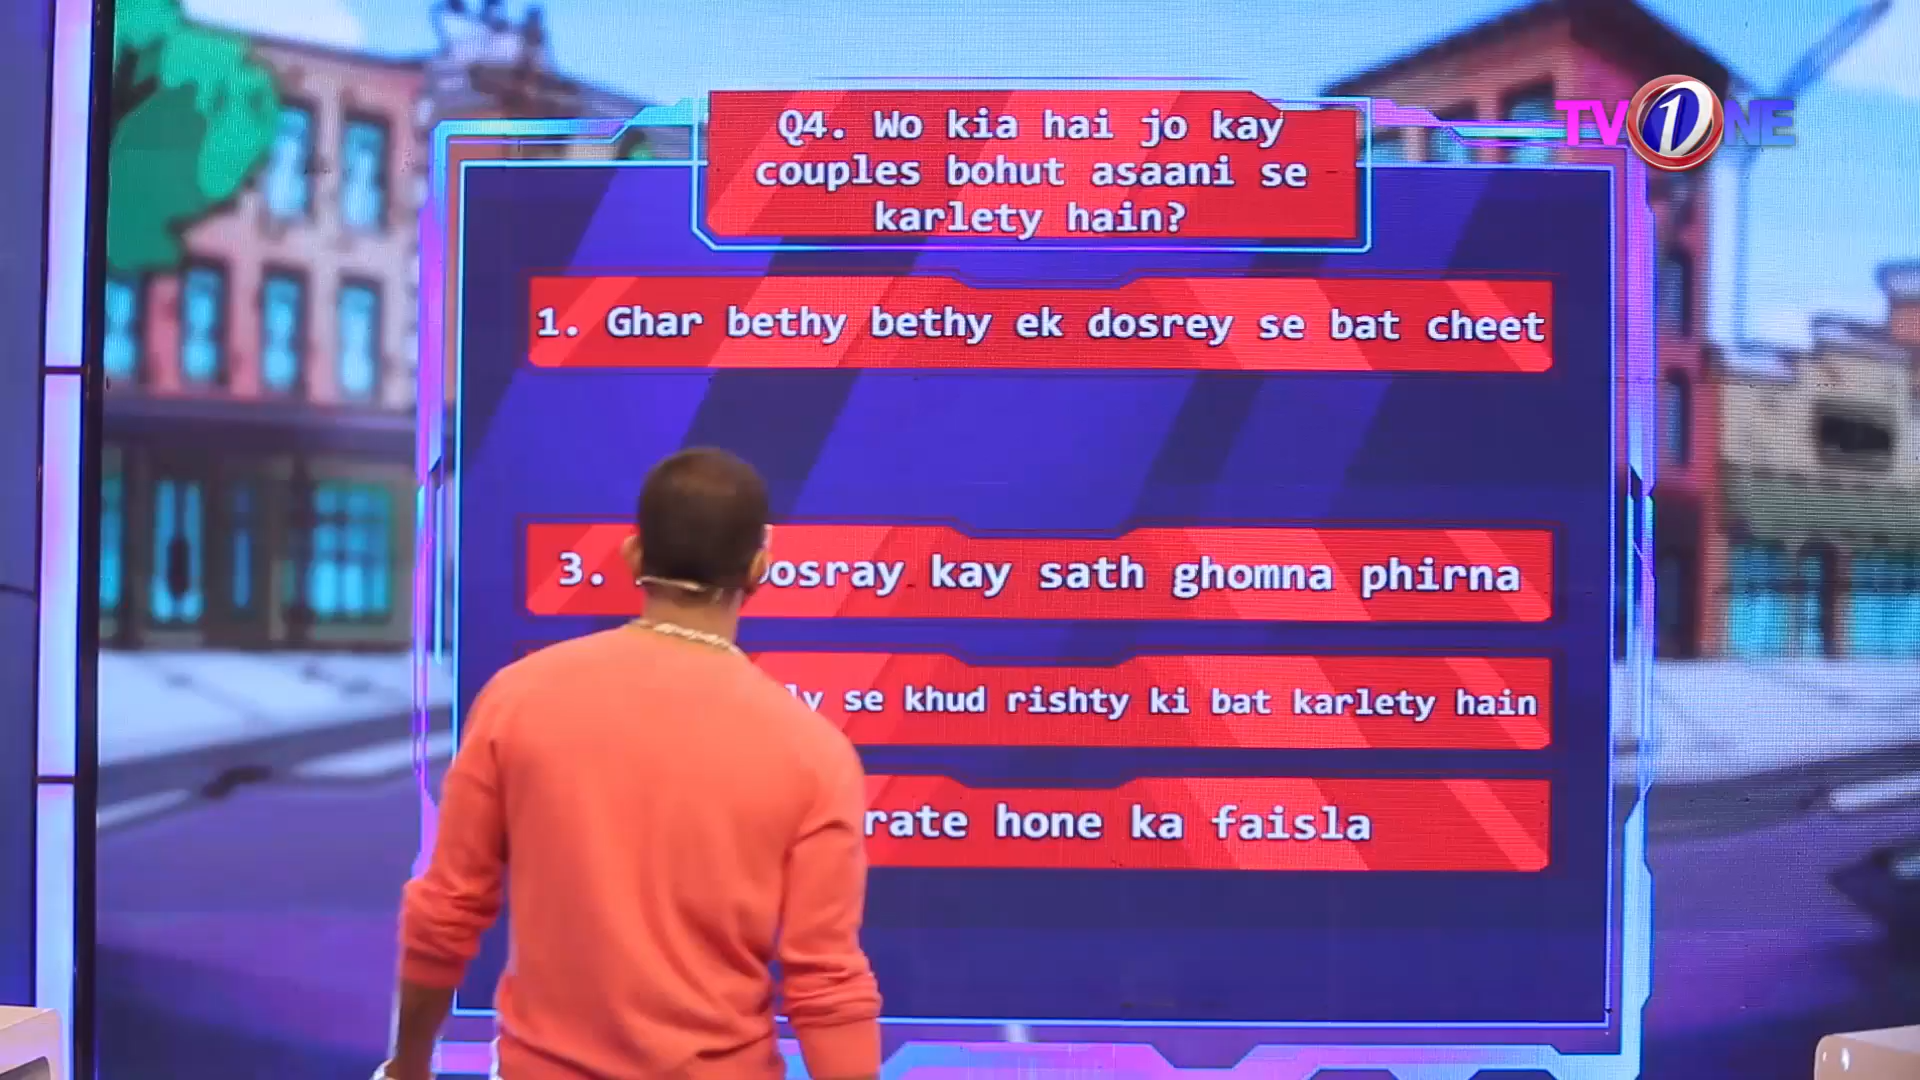 Q4. Wo kia hai jo kay
couples bohut asaani se
karlety hain?
TV ONE
1. Ghar bethy bethy ek dosrey se bat cheet
3. kay sath ghomna phirna
se khud rishty ki bat karlety hain
hone ka faisla